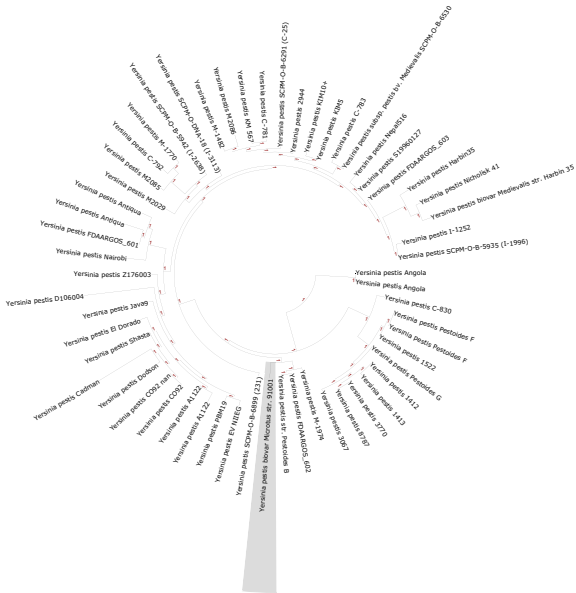 Yersinia pestis SCPM-O-B-6291 (C-25)
Yersinia pestis 2944
Yersinia pestis KIM10+
Yersinia pestis KIM5
Yersinia pestis C-783
Yersinia pestis subsp. pestis bv. Medievalis SCPM-O-B-6530
Yersinia pestis Nepal516
Yersinia pestis S19960127
Yersinia pestis FDAARGOS_603
Yersinia pestis Harbin35
Yersinia pestis Nicholisk 41
Yersinia pestis biovar Medievalis str. Harbin 35
Yersinia pestis I-1252
Yersinia pestis SCPM-O-B-5935 (I-1996)
Yersinia pestis Angola
Yersinia pestis Angola
Yersinia pestis C-830
Yersinia pestis Pestoides F
Yersinia pestis Pestoides F
Yersinia pestis 1522
Yersinia pestis Pestoides G
Yersinia pestis 1412
Yersinia pestis 1413
Yersinia pestis 3770
Yersinia pestis 8787
Yersinia pestis 3067
Yersinia pestis M-1974
Yersinia pestis FDAARGOS_602
Yersinia pestis str. Pestoides B
Yersinia pestis biovar Microtus str. 91001
Yersinia pestis SCPM-O-B-6899 (231)
Yersinia pestis EV NIIEG
Yersinia pestis PBM19
Yersinia pestis A1122
Yersinia pestis A1122
Yersinia pestis CO92
Yersinia pestis CO92 nan
Yersinia pestis Dodson
Yersinia pestis Cadman
Yersinia pestis Shasta
Yersinia pestis El Dorado
Yersinia pestis Java9
Yersinia pestis D106004
Yersinia pestis Z176003
Yersinia pestis Nairobi
Yersinia pestis FDAARGOS_601
Yersinia pestis Antiqua
Yersinia pestis Antiqua
Yersinia pestis M2029
Yersinia pestis M2085
Yersinia pestis C-792
Yersinia pestis M-1770
Yersinia pestis SCPM-O-B-5942 (I-2638)
Yersinia pestis SCPM-O-DNA-18 (I-3113)
Yersinia pestis M-1482
Yersinia pestis M2086
Yersinia pestis KM 567
Yersinia pestis C-781